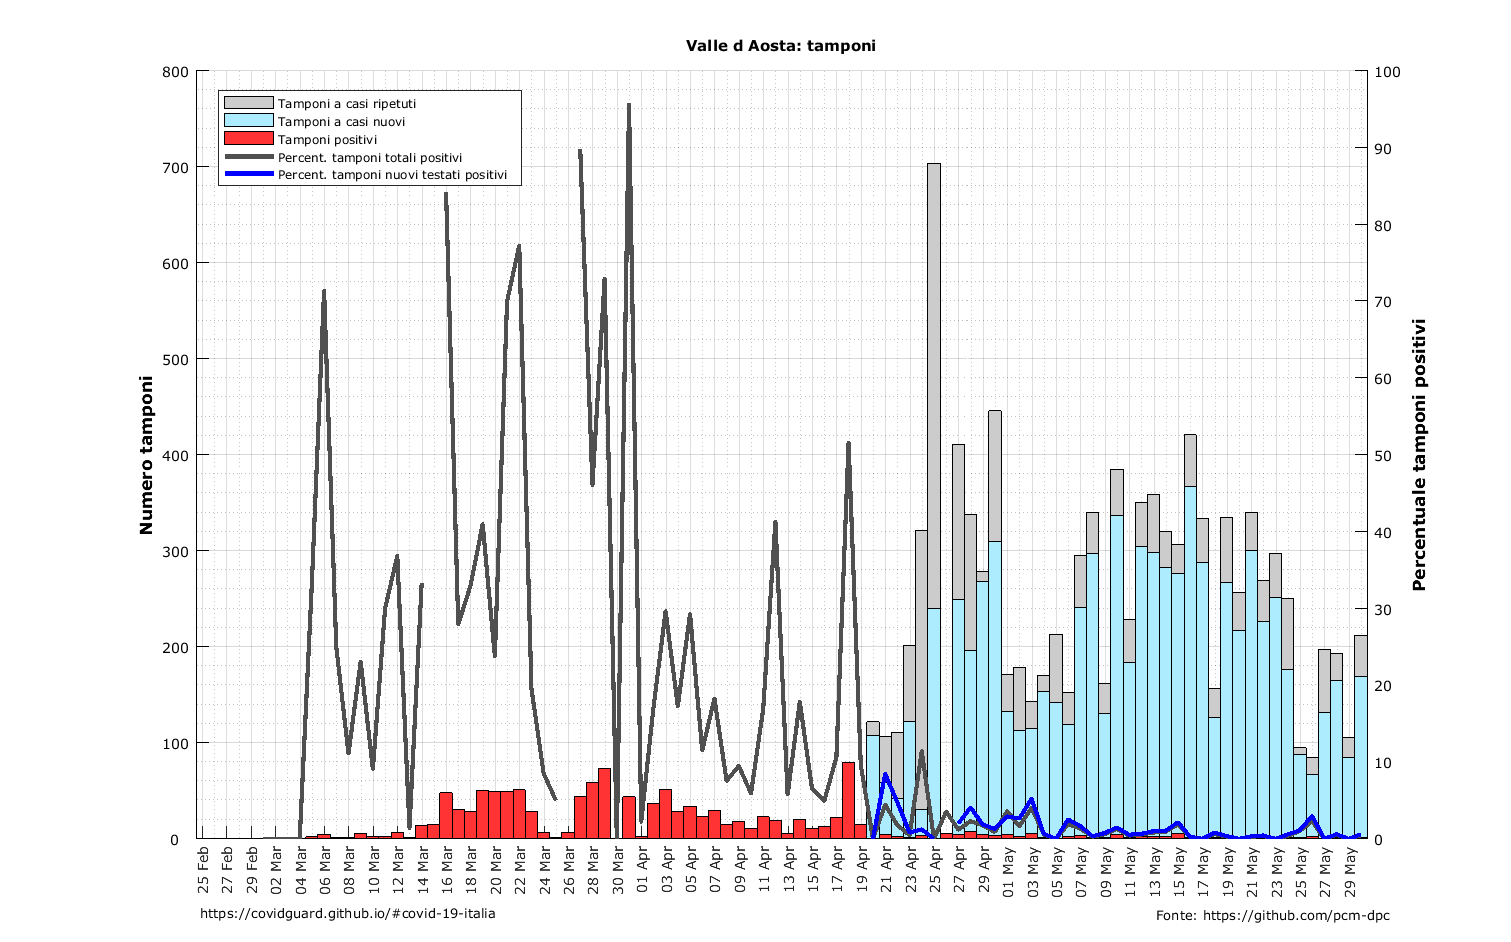 Valle d Aosta: tamponi
Tamponi a casi ripetuti
Tamponi a casi nuovi
Tamponi positivi
Percent. tamponi totali positivi
Percent. tamponi nuovi testati positivi
Numero tamponi
800
700
600
500
400
300
200
100
0
Percentuale tamponi positivi
100
90
80
70
60
50
40
30
20
10
0
25 Feb
27 Feb
29 Feb
02 Mar
04 Mar
06 Mar
08 Mar
10 Mar
12 Mar
14 Mar
16 Mar
18 Mar
20 Mar
22 Mar
24 Mar
26 Mar
28 Mar
30 Mar
01 Apr
03 Apr
05 Apr
07 Apr
09 Apr
11 Apr
13 Apr
15 Apr
17 Apr
19 Apr
21 Apr
23 Apr
25 Apr
27 Apr
29 Apr
01 May
03 May
05 May
07 May
09 May
11 May
13 May
15 May
17 May
19 May
21 May
23 May
25 May
27 May
29 May
https://covidguard.github.io/#covid-19-italia
Fonte: https://github.com/pcm-dpc